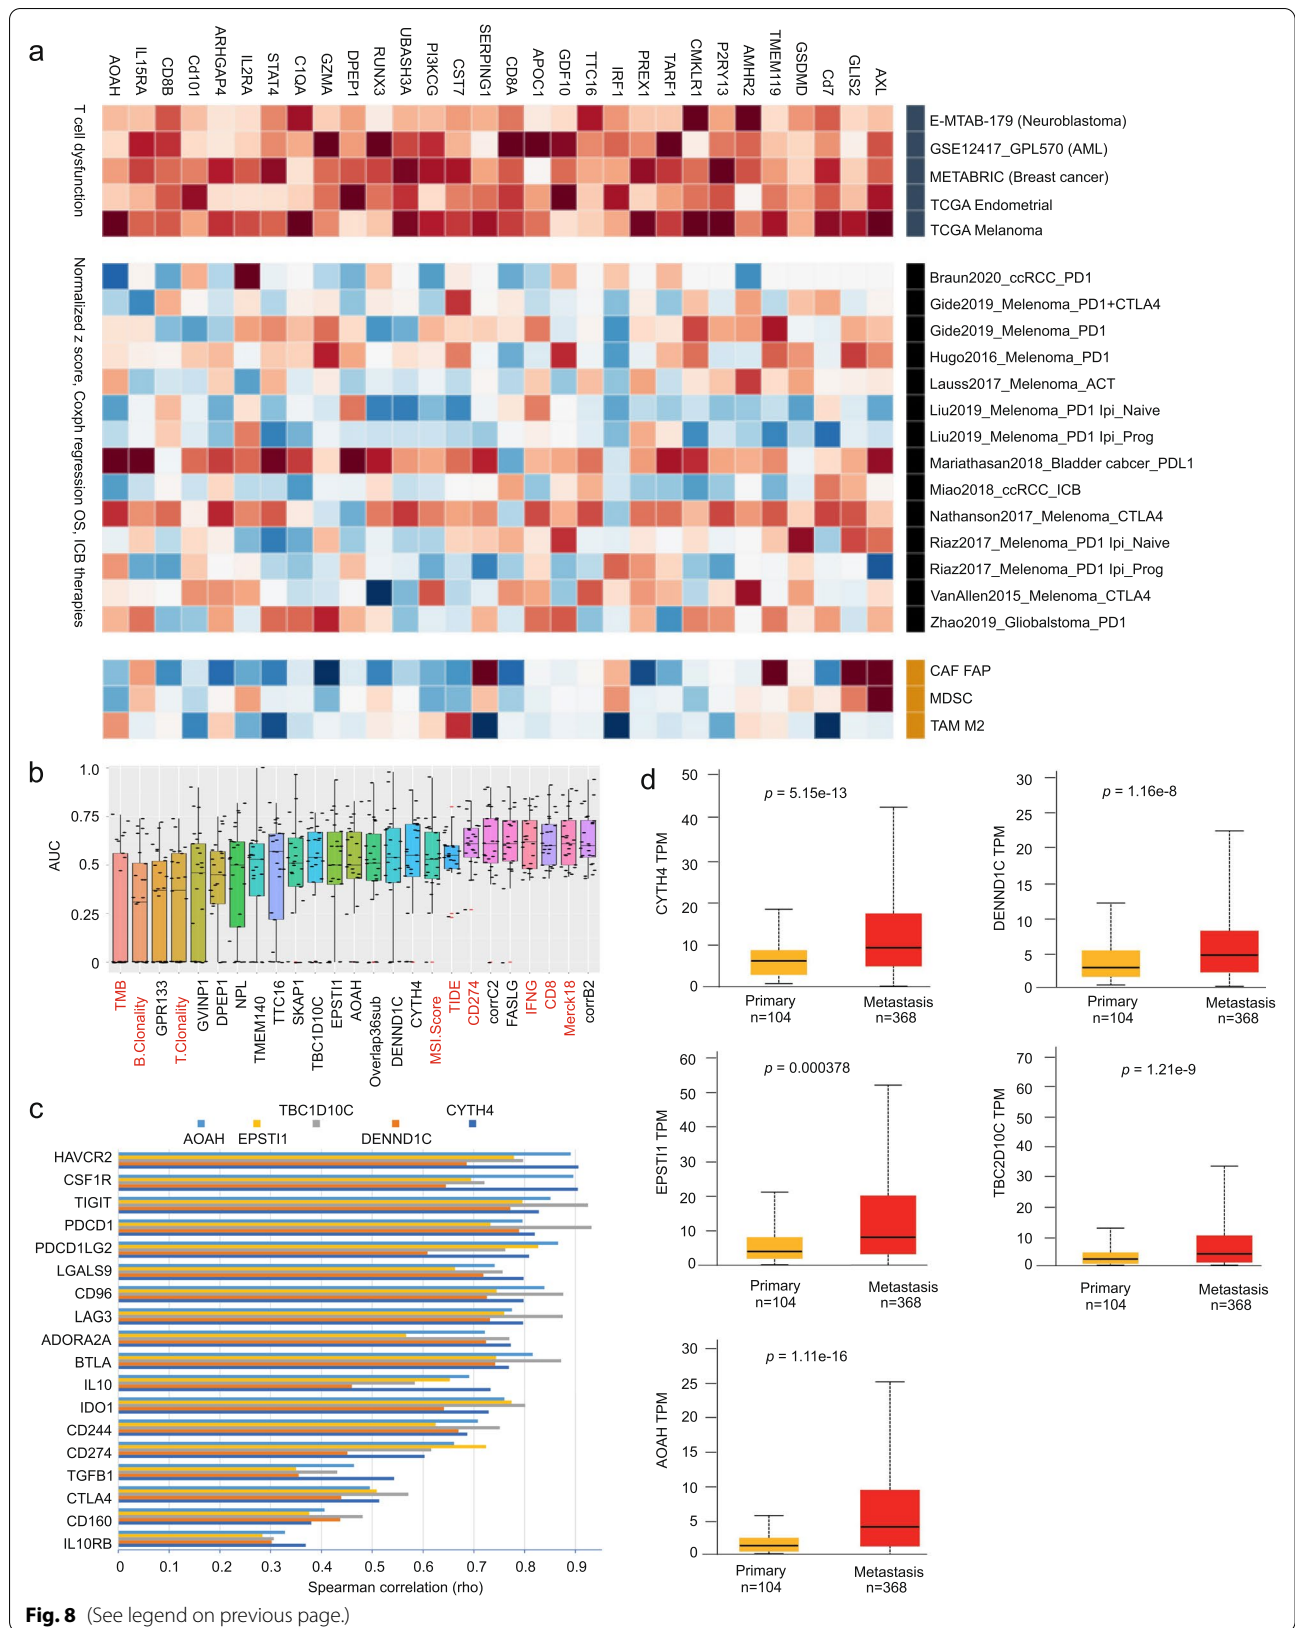 a
AOAH
IL15RA
CD8B
Cd101
ARHGAP4
IL2RA
STAT4
C1QA
GZMA
DPEP1
RUNX3
UBASH3A
PI3KCG
CST7
SERPING1
CD8A
APOC1
GDF10
TTC16
IRF1
PREX1
TARF1
CMKLR1
P2RY13
AMHR2
TMEM119
GSDMD
Cd7
GLIS2
AXL
T cell dysfunction
E-MTAB-179 (Neuroblastoma)
GSE12417_GPL570 (AML)
METABRIC (Breast cancer)
TCGA Endometrial
TCGA Melanoma
Normalized z score, Coxph regression OS, ICB therapies
Braun2020_ccRCC_PD1
Gide2019_Melenoma_PD1+CTLA4
Gide2019_Melenoma_PD1
Hugo2016_Melenoma_PD1
Lauss2017_Melenoma_ACT
Liu2019_Melenoma_PD1 Ipi_Naive
Liu2019_Melenoma_PD1 Ipi_Prog
Mariathasan2018_Bladder cabcer_PDL1
Miao2018_ccRCC_ICB
Nathanson2017_Melenoma_CTLA4
Riaz2017_Melenoma_PD1 Ipi_Naive
Riaz2017_Melenoma_PD1 Ipi_Prog
VanAllen2015_Melenoma_CTLA4
Zhao2019_Gliobalstoma_PD1
CAF FAP
MDSC
TAM M2
b
AUC
1.0
0.75
0.5
0.25
0
TMB
B.Clonality
GPR133
T.Clonality
GVINP1
DPEP1
NPL
TMEM140
TTC16
SKAP1
TBC1D10C
EPSTI1
AOAH
Overlap36sub
DENND1C
CYTH4
MSI.Score
TIDE
CD274
corrC2
FASLG
IFNG
CD8
Merck18
corrB2
c
TBC1D10C CYTH4
AOAH EPSTI1 DENND1C
HAVCR2
CSF1R
TIGIT
PDCD1
PDCD1LG2
LGALS9
CD96
LAG3
ADORA2A
BTLA
IL10
IDO1
CD244
CD274
TGFB1
CTLA4
CD160
IL10RB
0 0.1 0.2 0.3 0.4 0.5 0.6 0.7 0.8 0.9
Spearman correlation (rho)
d
CYTH4 TPM
50
40
30
20
10
0
p = 5.15e-13
Primary Metastasis
n=104 n=368
DENND1C TPM
30
25
20
15
10
5
0
p = 1.16e-8
Primary Metastasis
n=104 n=368
EPSTI1 TPM
60
50
40
30
20
10
0
p = 0.000378
Primary Metastasis
n=104 n=368
TBC2D10C TPM
70
60
50
40
30
20
10
0
p = 1.21e-9
Primary Metastasis
n=104 n=368
AOAH TPM
30
25
20
15
10
5
0
p = 1.11e-16
Primary Metastasis
n=104 n=368
Fig. 8 (See legend on previous page.)